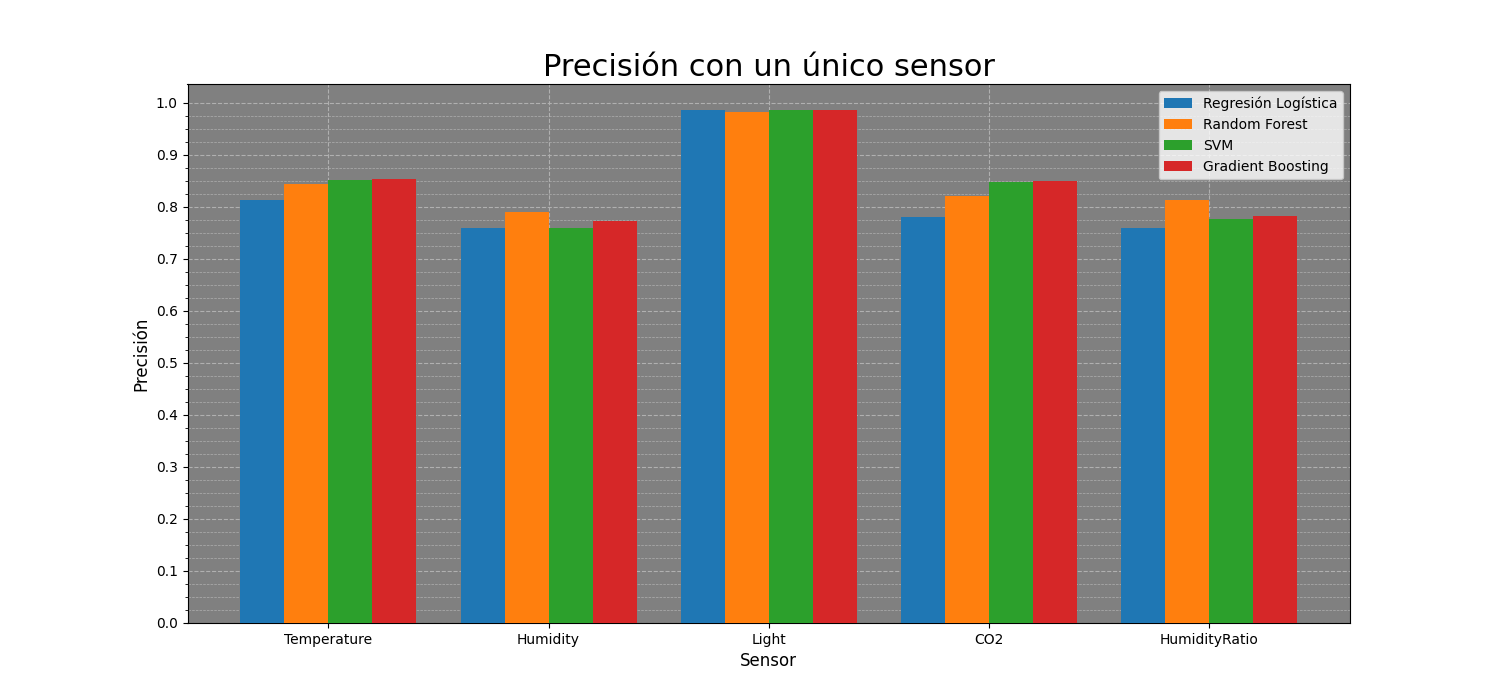 Precisión con un único sensor
Regresión Logística
Random Forest
SVM
Gradient Boosting
Precisión
1.0
0.9
0.8
0.7
0.6
0.5
0.4
0.3
0.2
0.1
0.0
Temperature
Humidity
Light
CO2
HumidityRatio
Sensor